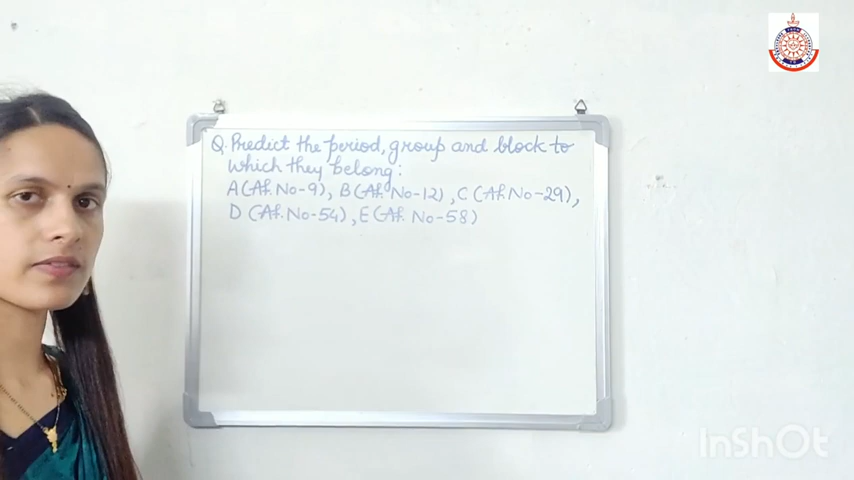 Q. Predict the period, group and block to
which they belong:
A (At. No-9), B (At. No-12), C (At. No-29),
D (At. No-54), E (At. No-58)
InShOt